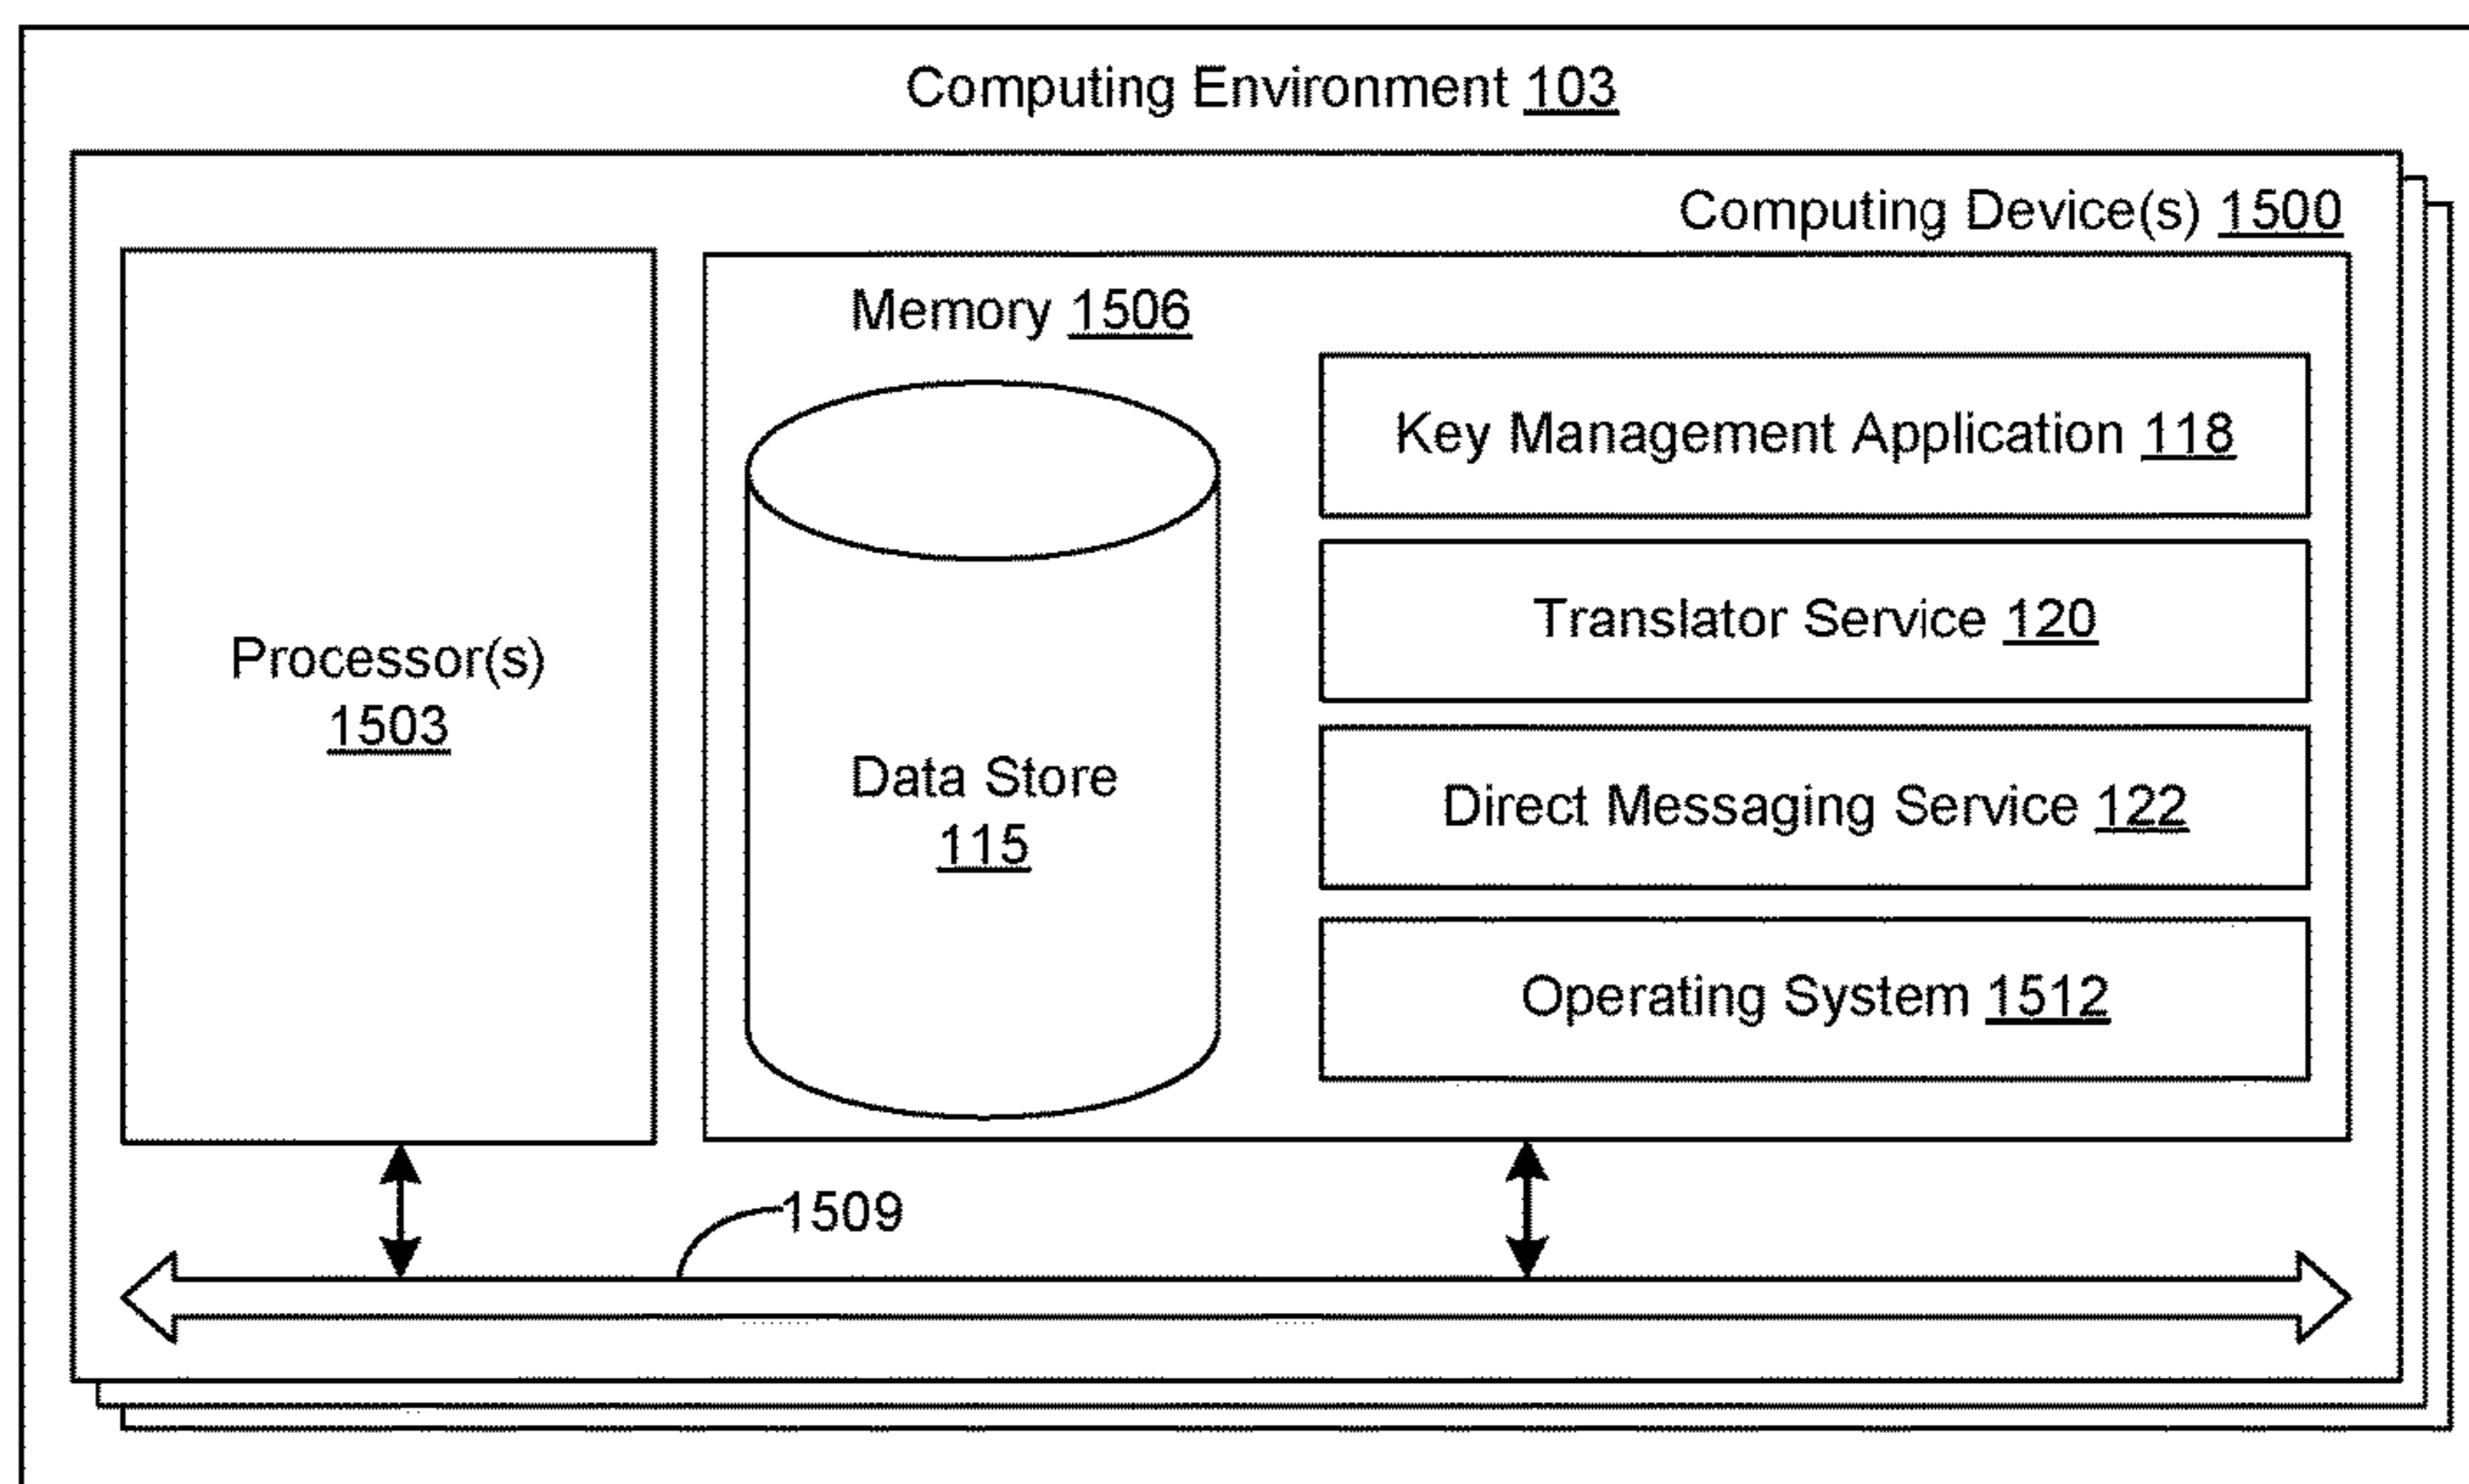 Computing Environment 103
Computing Device(s) 1500
Processor(s)
1503
Memory 1506
Data Store
115
Key Management Application 118
Translator Service 120
Direct Messaging Service 122
Operating System 1512
1509